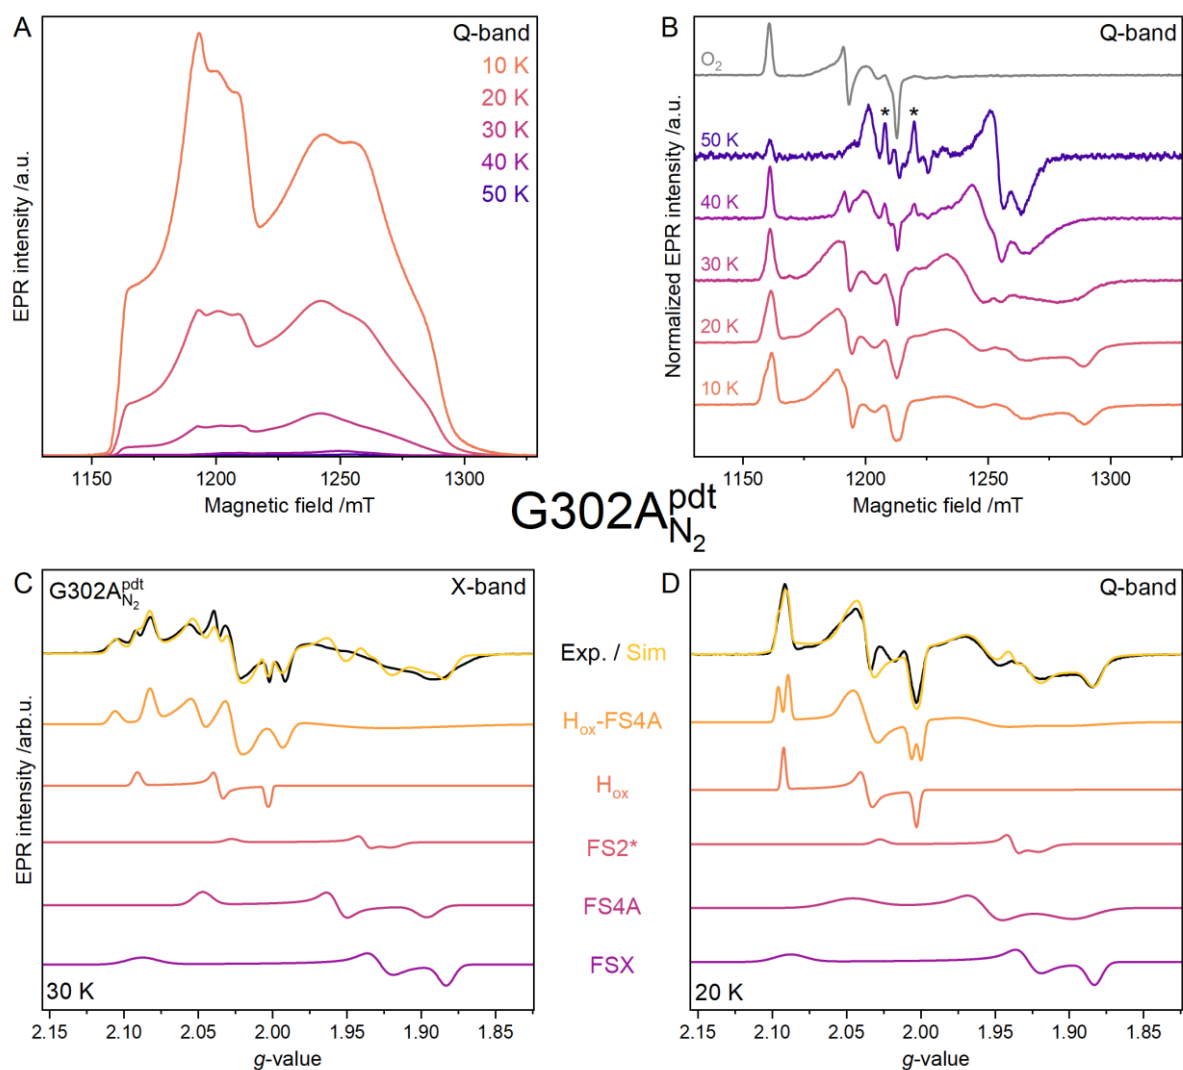 A
Q-band
10 K
20 K
30 K
40 K
50 K
EPR intensity /a.u.
1150 1200 1250 1300
Magnetic field /mT
B
Q-band
O2
50 K
* *
40 K
30 K
20 K
10 K
Normalized EPR intensity /a.u.
1150 1200 1250 1300
Magnetic field /mT
G302A pdt N2
C
G302A pdt N2
X-band
30 K
EPR intensity /arb.u.
2.15 2.10 2.05 2.00 1.95 1.90 1.85
g-value
Exp. / Sim
Hox-FS4A
Hox
FS2*
FS4A
FSX
D
Q-band
20 K
2.15 2.10 2.05 2.00 1.95 1.90 1.85
g-value